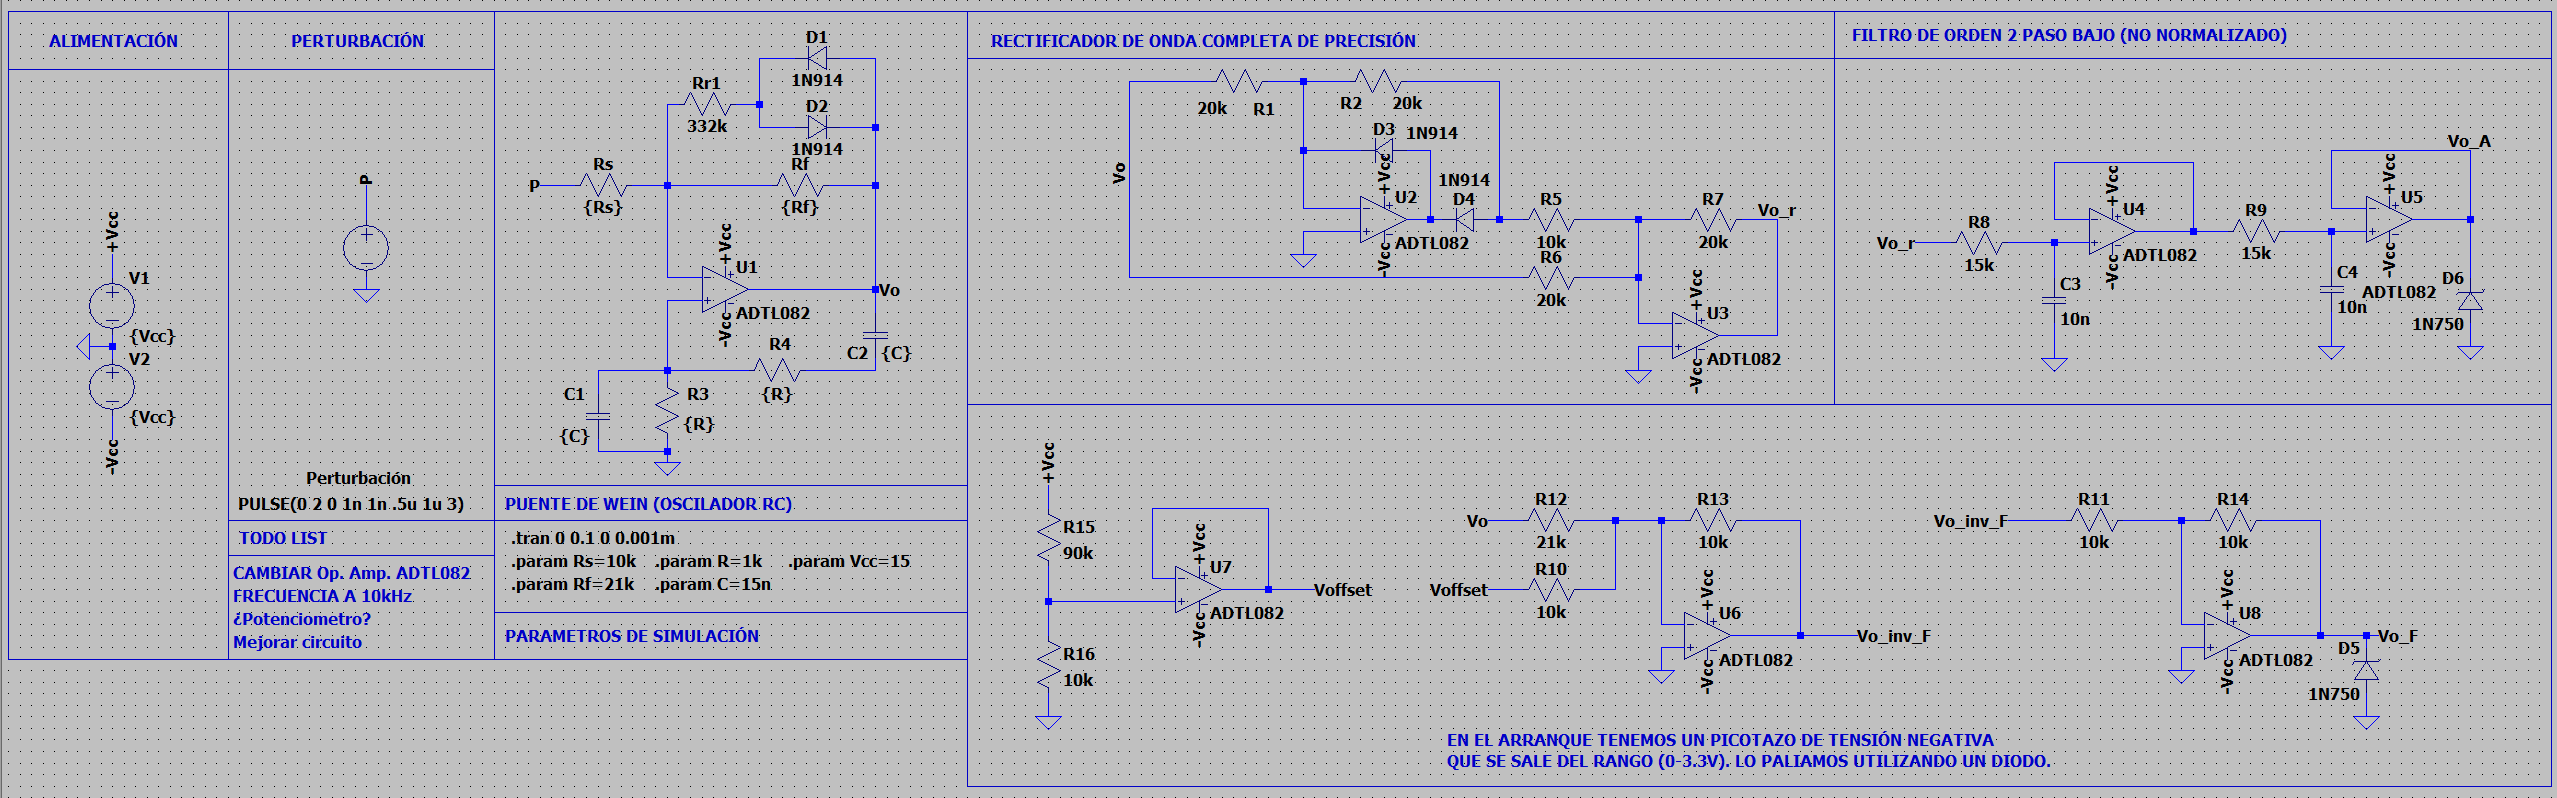 ALIMENTACIÓN
+Vcc
V1
{Vcc}
V2
{Vcc}
-Vcc
PERTURBACIÓN
P
Perturbación
PULSE(0 2 0 1n 1n .5u 1u 3)
TODO LIST
CAMBIAR Op. Amp. ADTL082
FRECUENCIA A 10kHz
¿Potenciometro?
Mejorar circuito
D1
1N914
Rr1
332k
D2
1N914
Rs
{Rs}
P
Rf
{Rf}
+Vcc
U1
ADTL082
-Vcc
Vo
C2
{C}
R4
{R}
C1
{C}
R3
{R}
PUENTE DE WEIN (OSCILADOR RC)
.tran 0 0.1 0 0.001m
.param Rs=10k
.param R=1k
.param Vcc=15
.param Rf=21k
.param C=15n
PARAMETROS DE SIMULACIÓN
RECTIFICADOR DE ONDA COMPLETA DE PRECISIÓN
20k
R1
R2
20k
D3
1N914
Vo
+Vcc
U2
ADTL082
-Vcc
1N914
D4
R5
10k
R6
20k
R7
20k
Vo_r
+Vcc
U3
ADTL082
-Vcc
FILTRO DE ORDEN 2 PASO BAJO (NO NORMALIZADO)
Vo_r
R8
15k
C3
10n
+Vcc
U4
ADTL082
-Vcc
R9
15k
C4
10n
Vo_A
+Vcc
U5
ADTL082
-Vcc
D6
1N750
+Vcc
R15
90k
R16
10k
+Vcc
U7
ADTL082
-Vcc
Voffset
Vo
R12
21k
Voffset
R10
10k
R13
10k
+Vcc
U6
ADTL082
-Vcc
Vo_inv_F
Vo_inv_F
R11
10k
R14
10k
+Vcc
U8
ADTL082
-Vcc
Vo_F
D5
1N750
EN EL ARRANQUE TENEMOS UN PICOTAZO DE TENSIÓN NEGATIVA
QUE SE SALE DEL RANGO (0-3.3V). LO PALIAMOS UTILIZANDO UN DIODO.